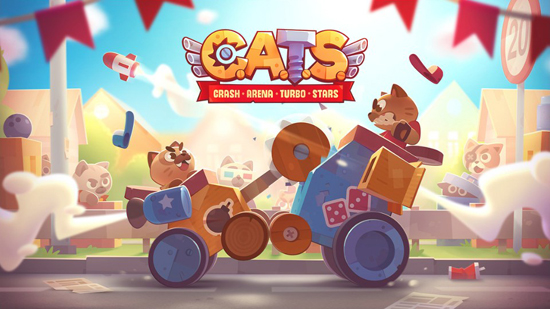 C.A.T.S.
CRASH • ARENA • TURBO • STARS
20